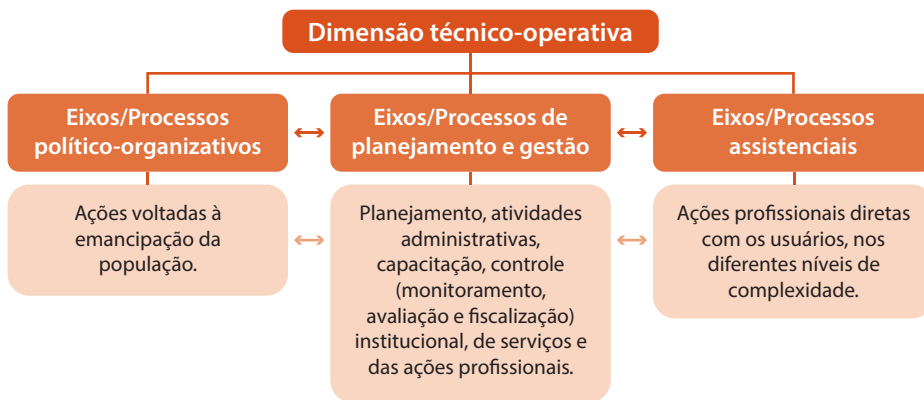 Dimensão técnico-operativa
Eixos/Processos
político-organizativos
Eixos/Processos de
planejamento e gestão
Eixos/Processos
assistenciais
Ações voltadas à
emancipação da
população.
Planejamento, atividades
administrativas,
capacitação, controle
(monitoramento,
avaliação e fiscalização)
institucional, de serviços e
das ações profissionais.
Ações profissionais diretas
com os usuários, nos
diferentes níveis de
complexidade.